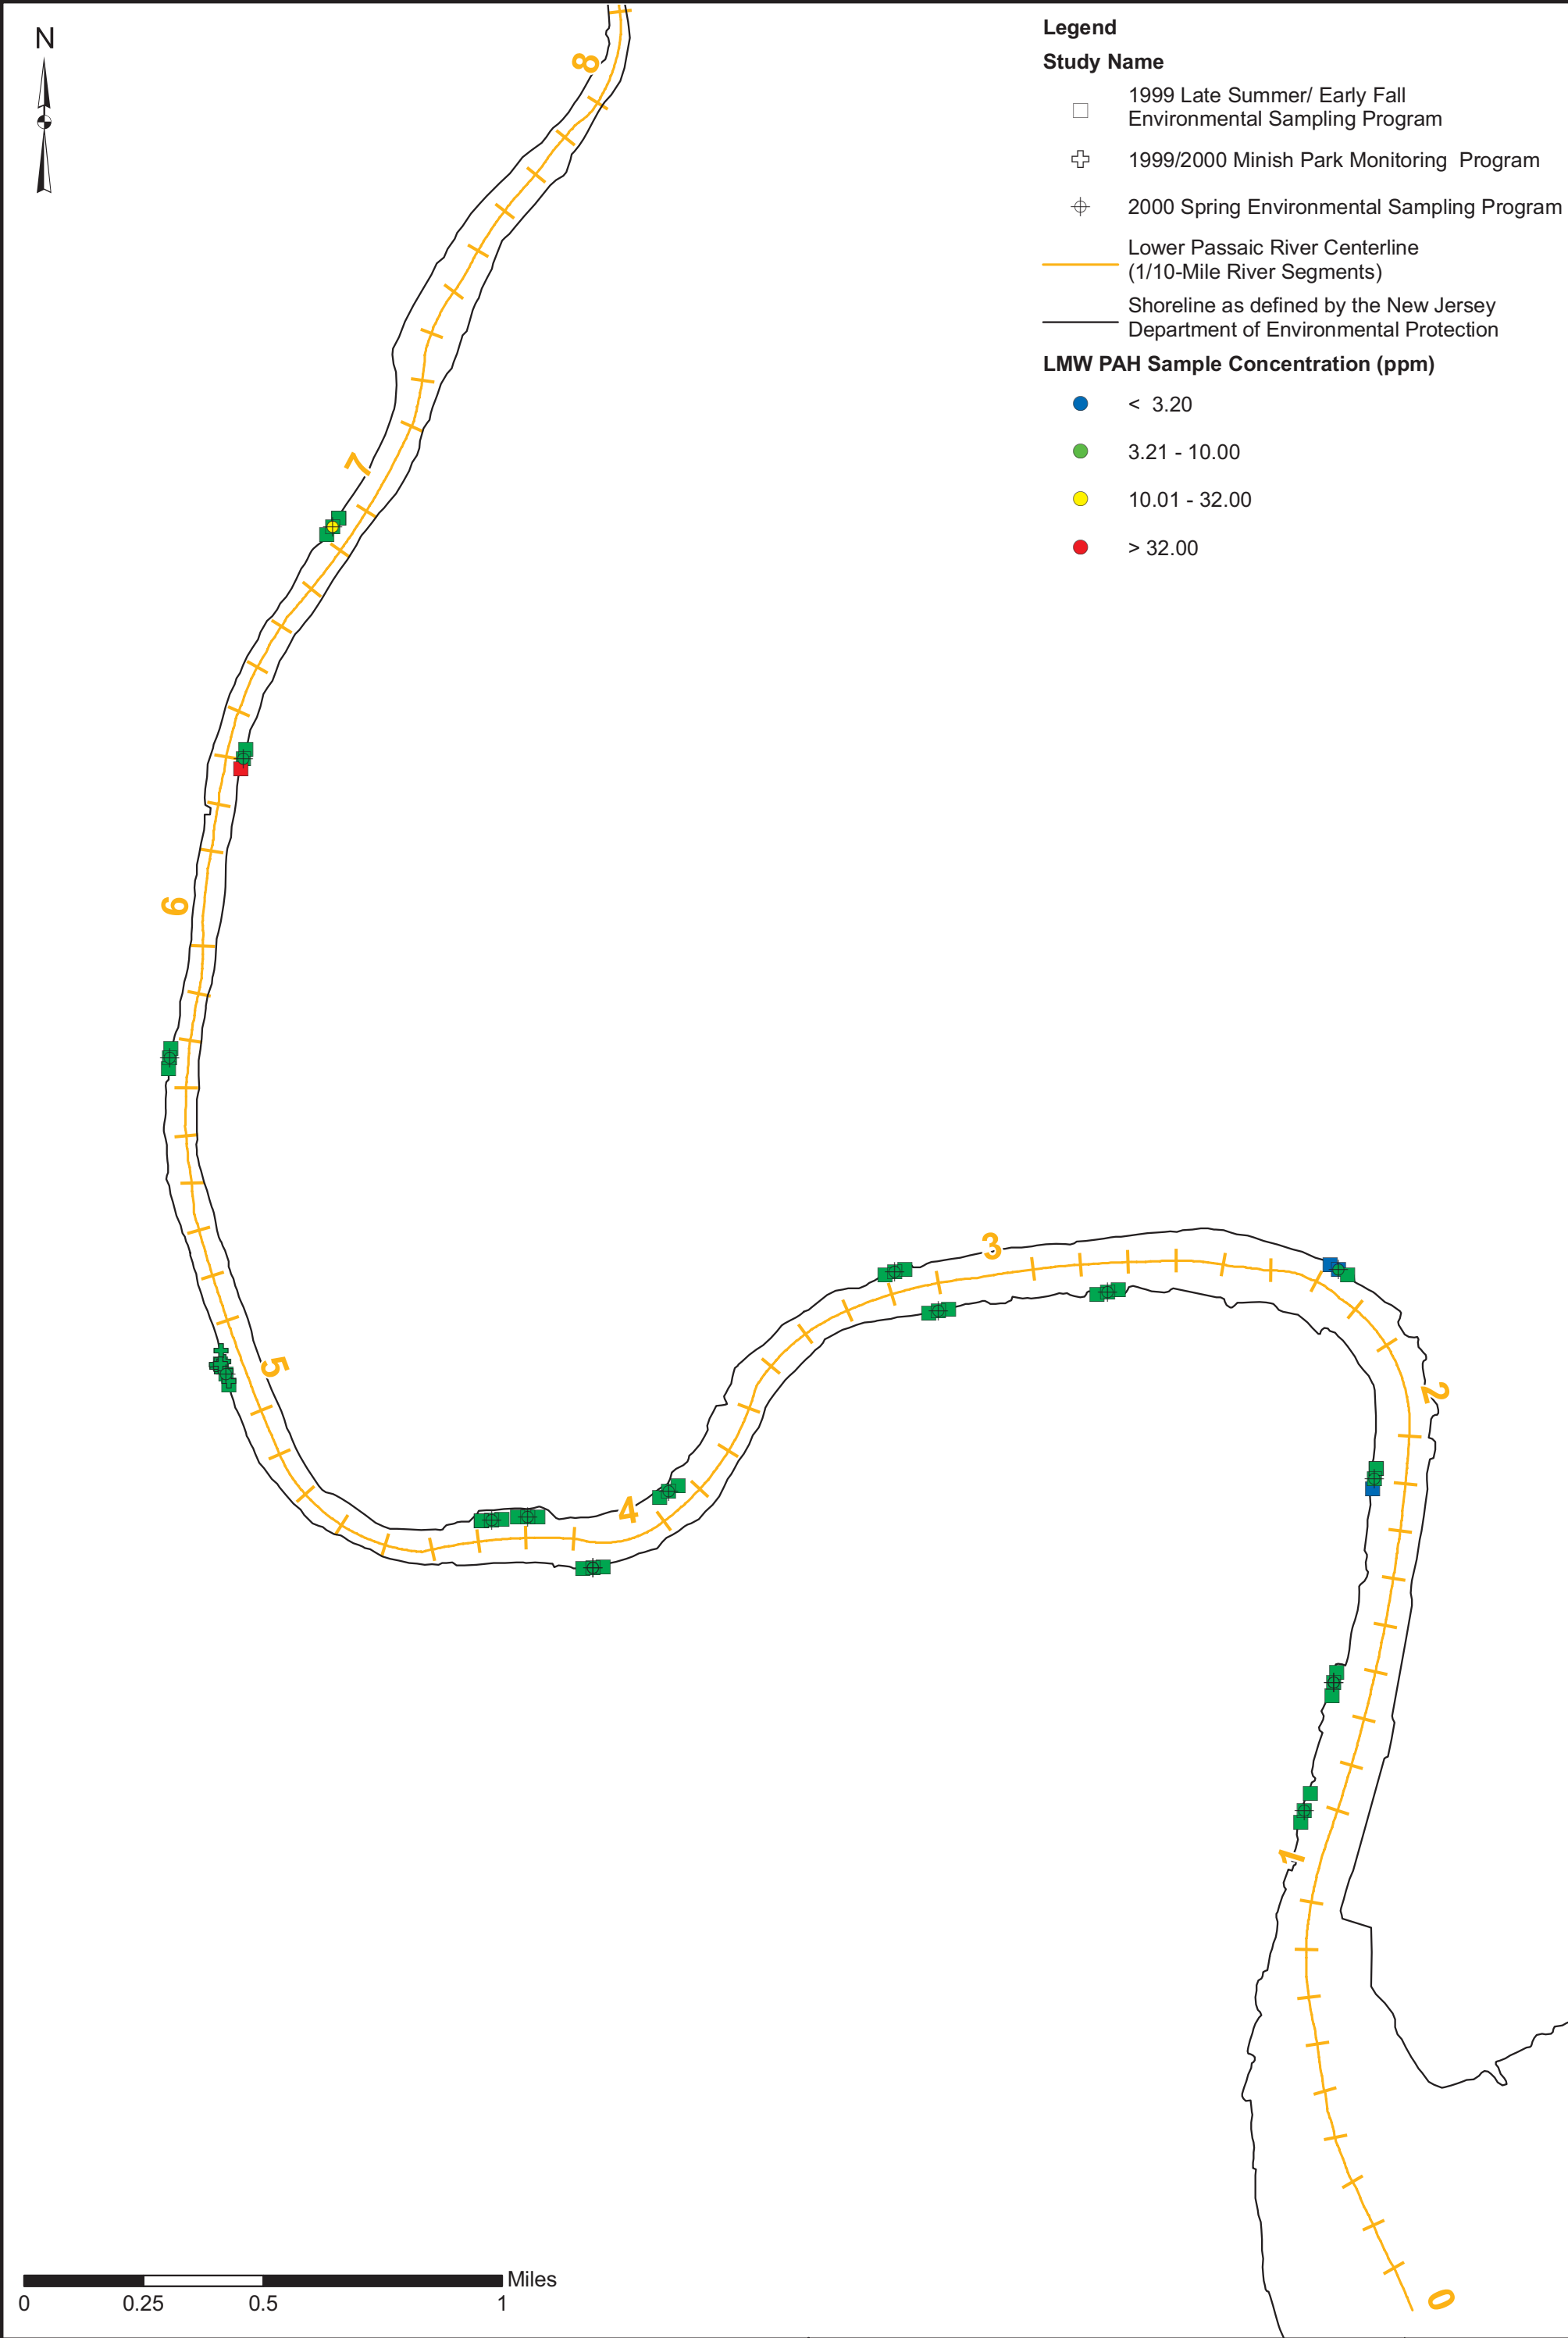 N
Legend
Study Name
1999 Late Summer/ Early Fall
Environmental Sampling Program
1999/2000 Minish Park Monitoring Program
2000 Spring Environmental Sampling Program
Lower Passaic River Centerline
(1/10-Mile River Segments)
Shoreline as defined by the New Jersey
Department of Environmental Protection
LMW PAH Sample Concentration (ppm)
< 3.20
3.21 - 10.00
10.01 - 32.00
> 32.00
8
7
6
5
4
3
2
1
0
Miles
0 0.25 0.5 1